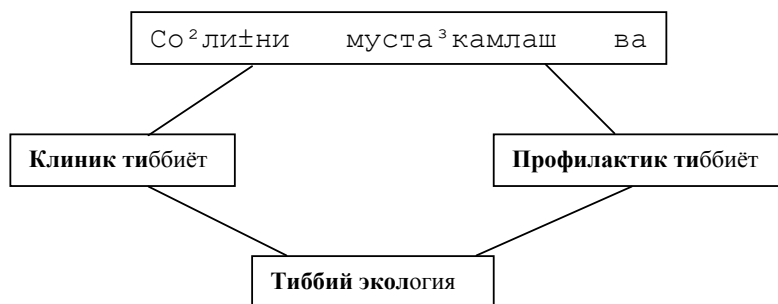 Со²ли±ни муста³камлаш ва
Клиник тиббиёт
Профилактик тиббиёт
Тиббий экология